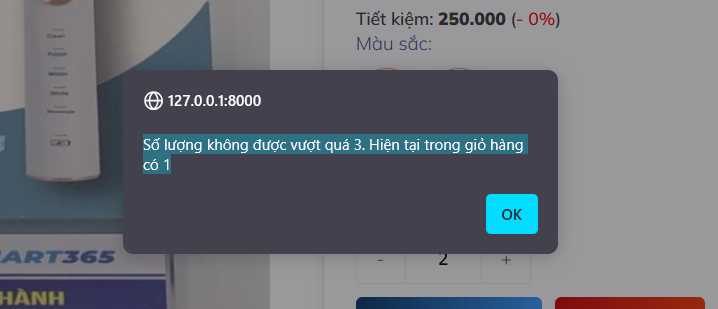 Tiết kiệm: 250.000 (- 0%)
Màu sắc:
127.0.0.1:8000
Số lượng không được vượt quá 3. Hiện tại trong giỏ hàng
có 1
OK
MART365
HÀNH
- 2 +